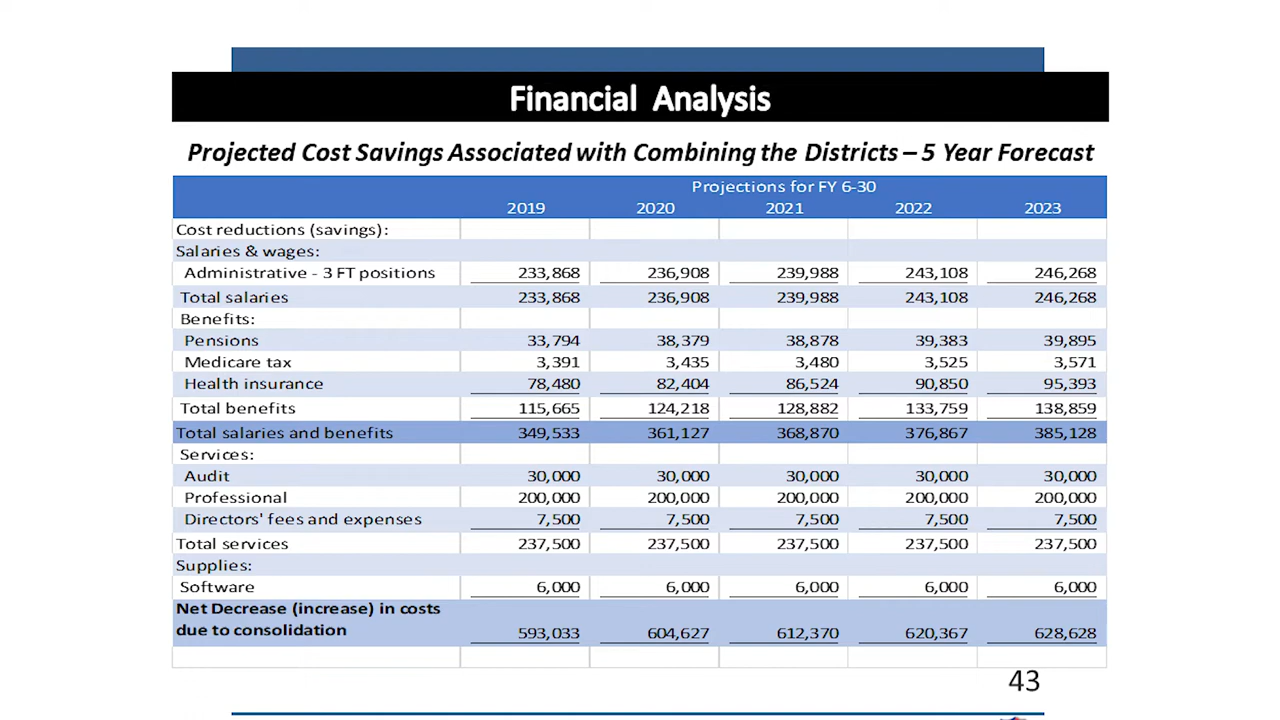 Financial Analysis
Projected Cost Savings Associated with Combining the Districts – 5 Year Forecast
Projections for FY 6-30
2019 2020 2021 2022 2023
Cost reductions (savings):
Salaries & wages:
Administrative - 3 FT positions 233,868 236,908 239,988 243,108 246,268
Total salaries 233,868 236,908 239,988 243,108 246,268
Benefits:
Pensions 33,794 38,379 38,878 39,383 39,895
Medicare tax 3,391 3,435 3,480 3,525 3,571
Health insurance 78,480 82,404 86,524 90,850 95,393
Total benefits 115,665 124,218 128,882 133,759 138,859
Total salaries and benefits 349,533 361,127 368,870 376,867 385,128
Services:
Audit 30,000 30,000 30,000 30,000 30,000
Professional 200,000 200,000 200,000 200,000 200,000
Directors' fees and expenses 7,500 7,500 7,500 7,500 7,500
Total services 237,500 237,500 237,500 237,500 237,500
Supplies:
Software 6,000 6,000 6,000 6,000 6,000
Net Decrease (increase) in costs
due to consolidation 593,033 604,627 612,370 620,367 628,628
43